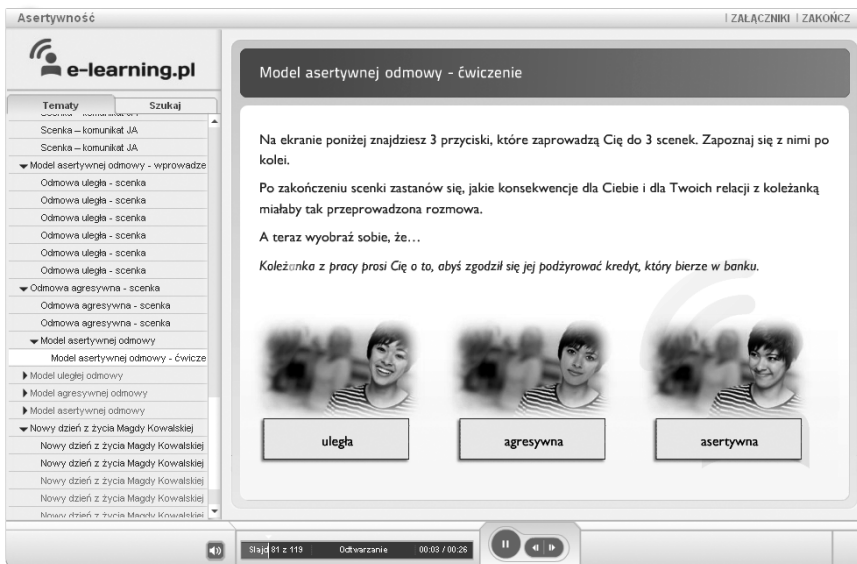 Asertywność
ZAŁĄCZNIKI
ZAKOŃCZ
e-learning.pl
Tematy
Szukaj
Scenka – komunikat JA
Scenka – komunikat JA
Model asertywnej odmowy - wprowadze
Odmowa uległa - scenka
Odmowa uległa - scenka
Odmowa uległa - scenka
Odmowa uległa - scenka
Odmowa uległa - scenka
Odmowa uległa - scenka
Odmowa agresywna - scenka
Odmowa agresywna - scenka
Odmowa agresywna - scenka
Model asertywnej odmowy
Model asertywnej odmowy - ćwicze
Model uległej odmowy
Model agresywnej odmowy
Model asertywnej odmowy
Nowy dzień z życia Magdy Kowalskiej
Nowy dzień z życia Magdy Kowalskiej
Nowy dzień z życia Magdy Kowalskiej
Nowy dzień z życia Magdy Kowalskiej
Nowy dzień z życia Magdy Kowalskiej
Nowy dzień z życia Magdy Kowalskiej
Model asertywnej odmowy - ćwiczenie
Na ekranie poniżej znajdziesz 3 przyciski, które zaprowadzą Cię do 3 scenek. Zapoznaj się z nimi po
kolei.
Po zakończeniu scenki zastanów się, jakie konsekwencje dla Ciebie i dla Twoich relacji z koleżanką
miałaby tak przeprowadzona rozmowa.
A teraz wyobraź sobie, że…
Koleżanka z pracy prosi Cię o to, abyś zgodził się jej podżyrować kredyt, który bierze w banku.
uległa
agresywna
asertywna
Slajd 81 z 119
Odtwarzanie
00:03 / 00:26